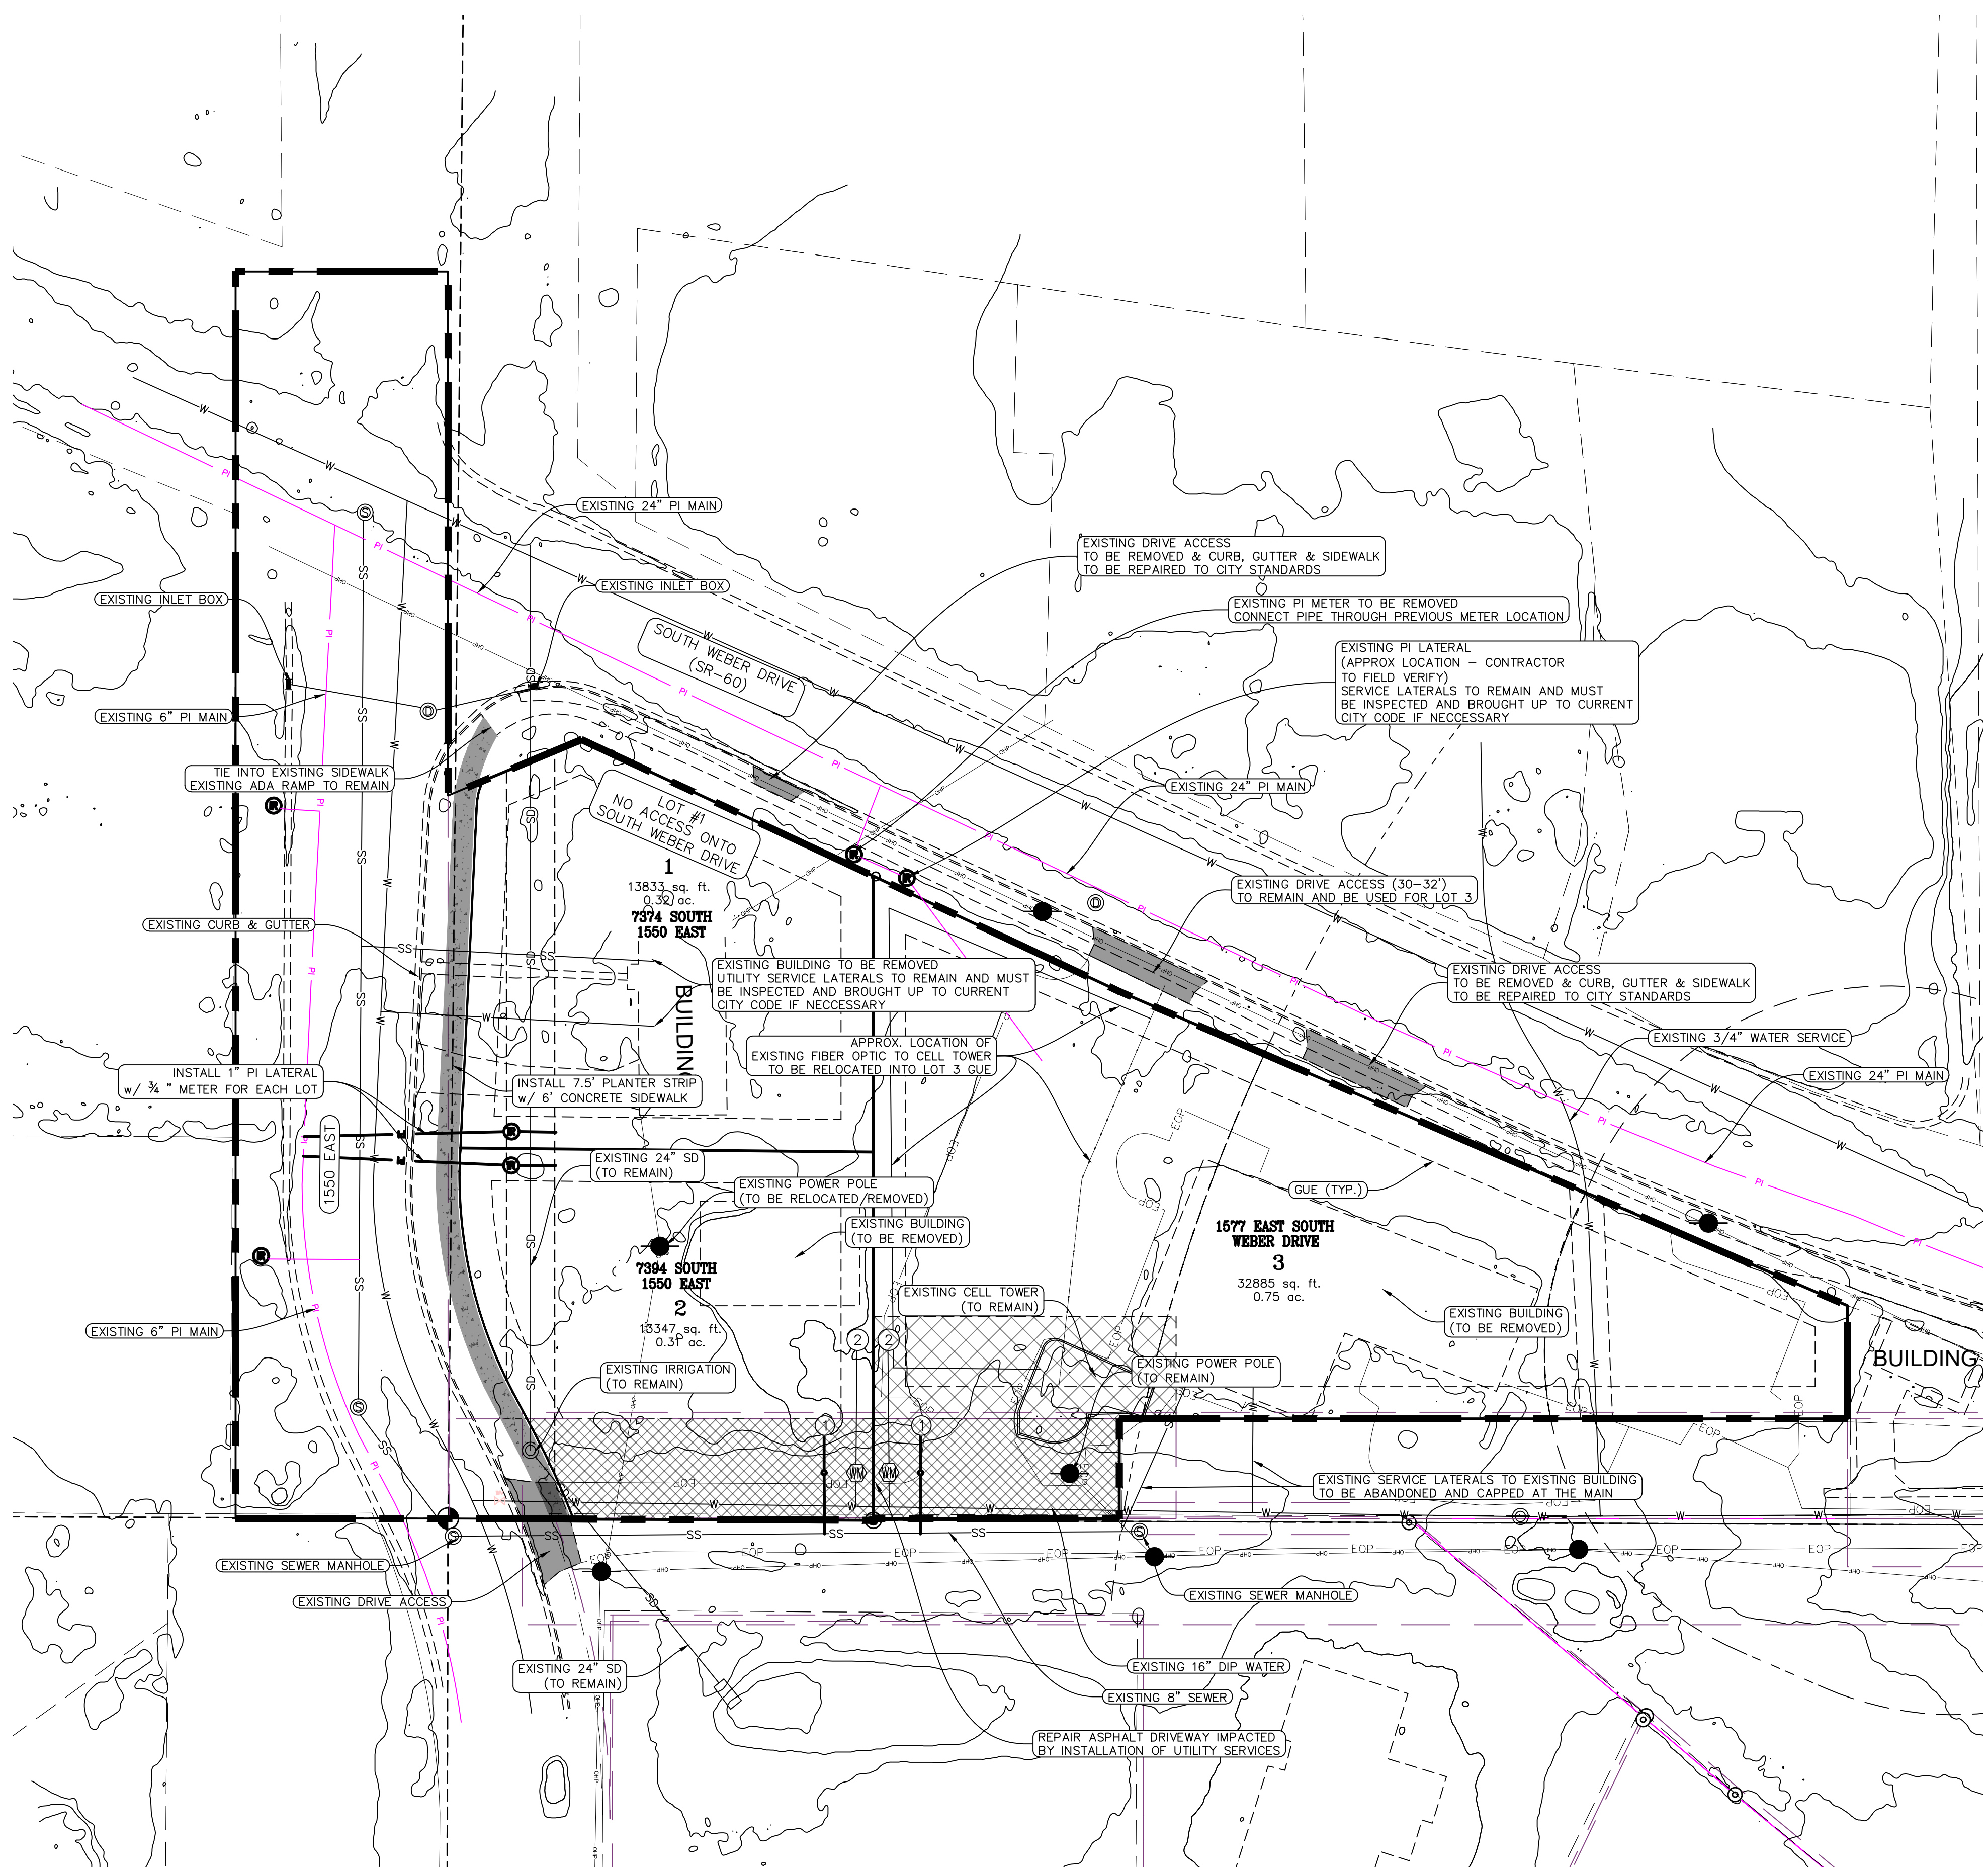 EXISTING 24" PI MAIN
EXISTING DRIVE ACCESS
TO BE REMOVED & CURB, GUTTER & SIDEWALK
TO BE REPAIRED TO CITY STANDARDS
EXISTING INLET BOX
EXISTING INLET BOX
EXISTING PI METER TO BE REMOVED
CONNECT PIPE THROUGH PREVIOUS METER LOCATION
SOUTH WEBER DRIVE
(SR-60)
EXISTING PI LATERAL
(APPROX LOCATION – CONTRACTOR
TO FIELD VERIFY)
SERVICE LATERALS TO REMAIN AND MUST
BE INSPECTED AND BROUGHT UP TO CURRENT
CITY CODE IF NECCESSARY
EXISTING 6" PI MAIN
TIE INTO EXISTING SIDEWALK
EXISTING ADA RAMP TO REMAIN
EXISTING 24" PI MAIN
LOT #1
NO ACCESS ONTO
SOUTH WEBER DRIVE
1
13833 sq. ft.
0.32 ac.
7374 SOUTH
1550 EAST
EXISTING DRIVE ACCESS (30-32')
TO REMAIN AND BE USED FOR LOT 3
EXISTING CURB & GUTTER
EXISTING BUILDING TO BE REMOVED
UTILITY SERVICE LATERALS TO REMAIN AND MUST
BE INSPECTED AND BROUGHT UP TO CURRENT
CITY CODE IF NECCESSARY
BUILDING
EXISTING DRIVE ACCESS
TO BE REMOVED & CURB, GUTTER & SIDEWALK
TO BE REPAIRED TO CITY STANDARDS
APPROX. LOCATION OF
EXISTING FIBER OPTIC TO CELL TOWER
TO BE RELOCATED INTO LOT 3 GUE
EXISTING 3/4" WATER SERVICE
EXISTING 24" PI MAIN
INSTALL 1" PI LATERAL
w/ ¾ " METER FOR EACH LOT
INSTALL 7.5' PLANTER STRIP
w/ 6' CONCRETE SIDEWALK
1550 EAST
EXISTING 24" SD
(TO REMAIN)
EXISTING POWER POLE
(TO BE RELOCATED/REMOVED)
GUE (TYP.)
EXISTING BUILDING
(TO BE REMOVED)
1577 EAST SOUTH
WEBER DRIVE
3
32885 sq. ft.
0.75 ac.
7394 SOUTH
1550 EAST
2
13347 sq. ft.
0.31 ac.
EXISTING CELL TOWER
(TO REMAIN)
EXISTING BUILDING
(TO BE REMOVED)
EXISTING 6" PI MAIN
2
2
BUILDING
EXISTING IRRIGATION
(TO REMAIN)
EXISTING POWER POLE
(TO REMAIN)
1
1
WM
WM
EXISTING SERVICE LATERALS TO EXISTING BUILDING
TO BE ABANDONED AND CAPPED AT THE MAIN
EXISTING SEWER MANHOLE
EXISTING DRIVE ACCESS
EXISTING SEWER MANHOLE
EXISTING 24" SD
(TO REMAIN)
EXISTING 16" DIP WATER
EXISTING 8" SEWER
REPAIR ASPHALT DRIVEWAY IMPACTED
BY INSTALLATION OF UTILITY SERVICES